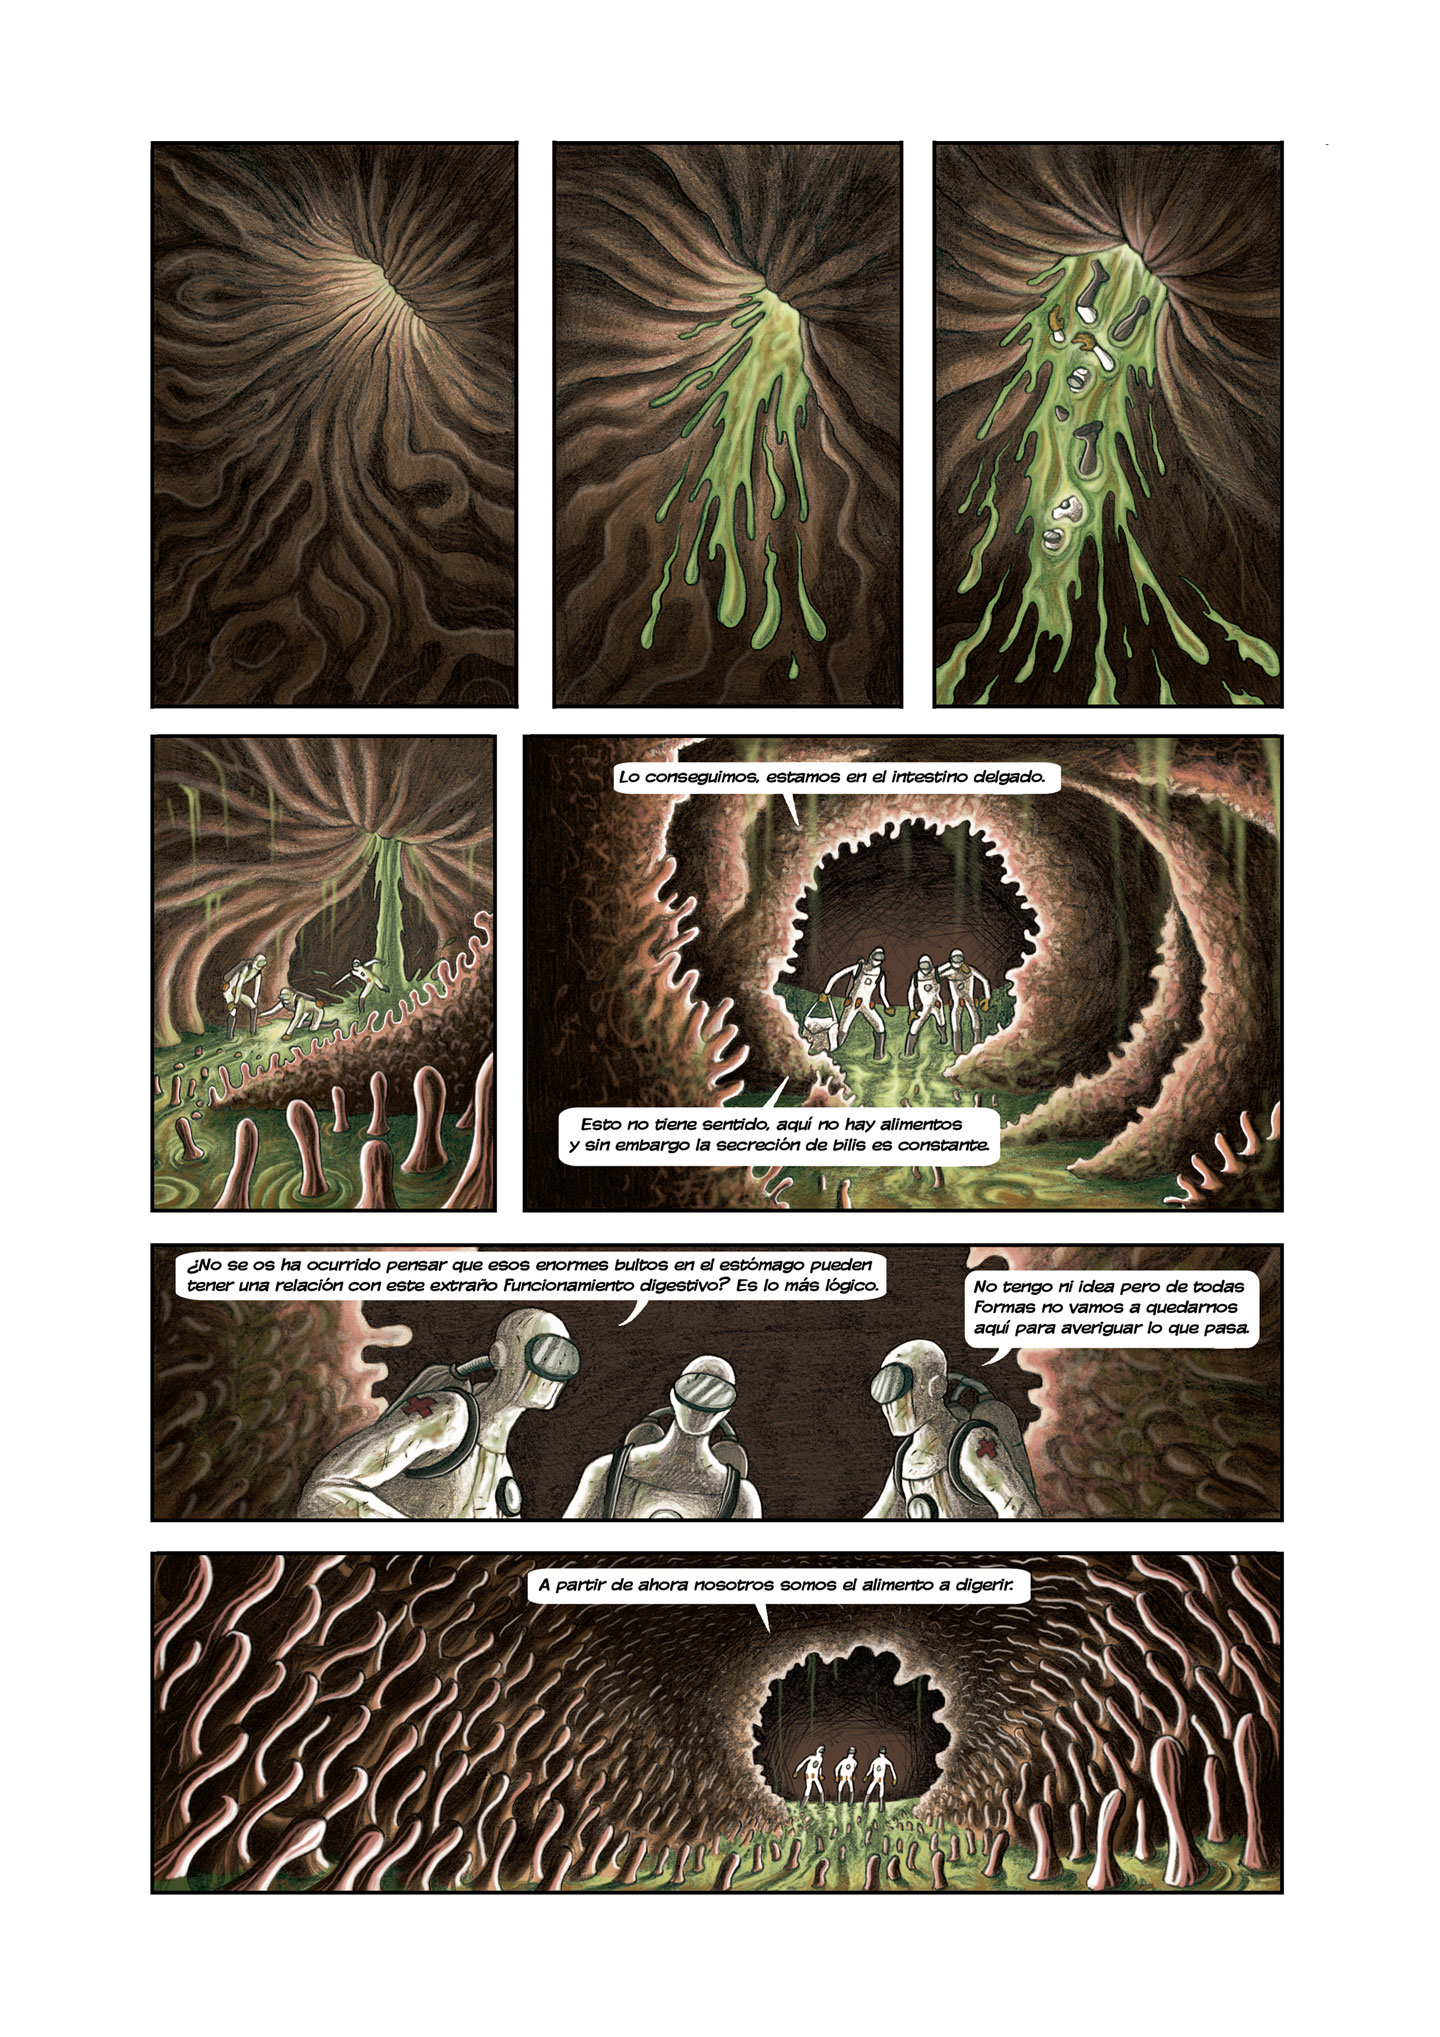 Lo conseguimos, estamos en el intestino delgado.
Esto no tiene sentido, aquí no hay alimentos
y sin embargo la secreción de bilis es constante.
¿No se os ha ocurrido pensar que esos enormes bultos en el estómago pueden
tener una relación con este extraño funcionamiento digestivo? Es lo más lógico.
No tengo ni idea pero de todas
formas no vamos a quedarnos
aquí para averiguar lo que pasa.
A partir de ahora nosotros somos el alimento a digerir.